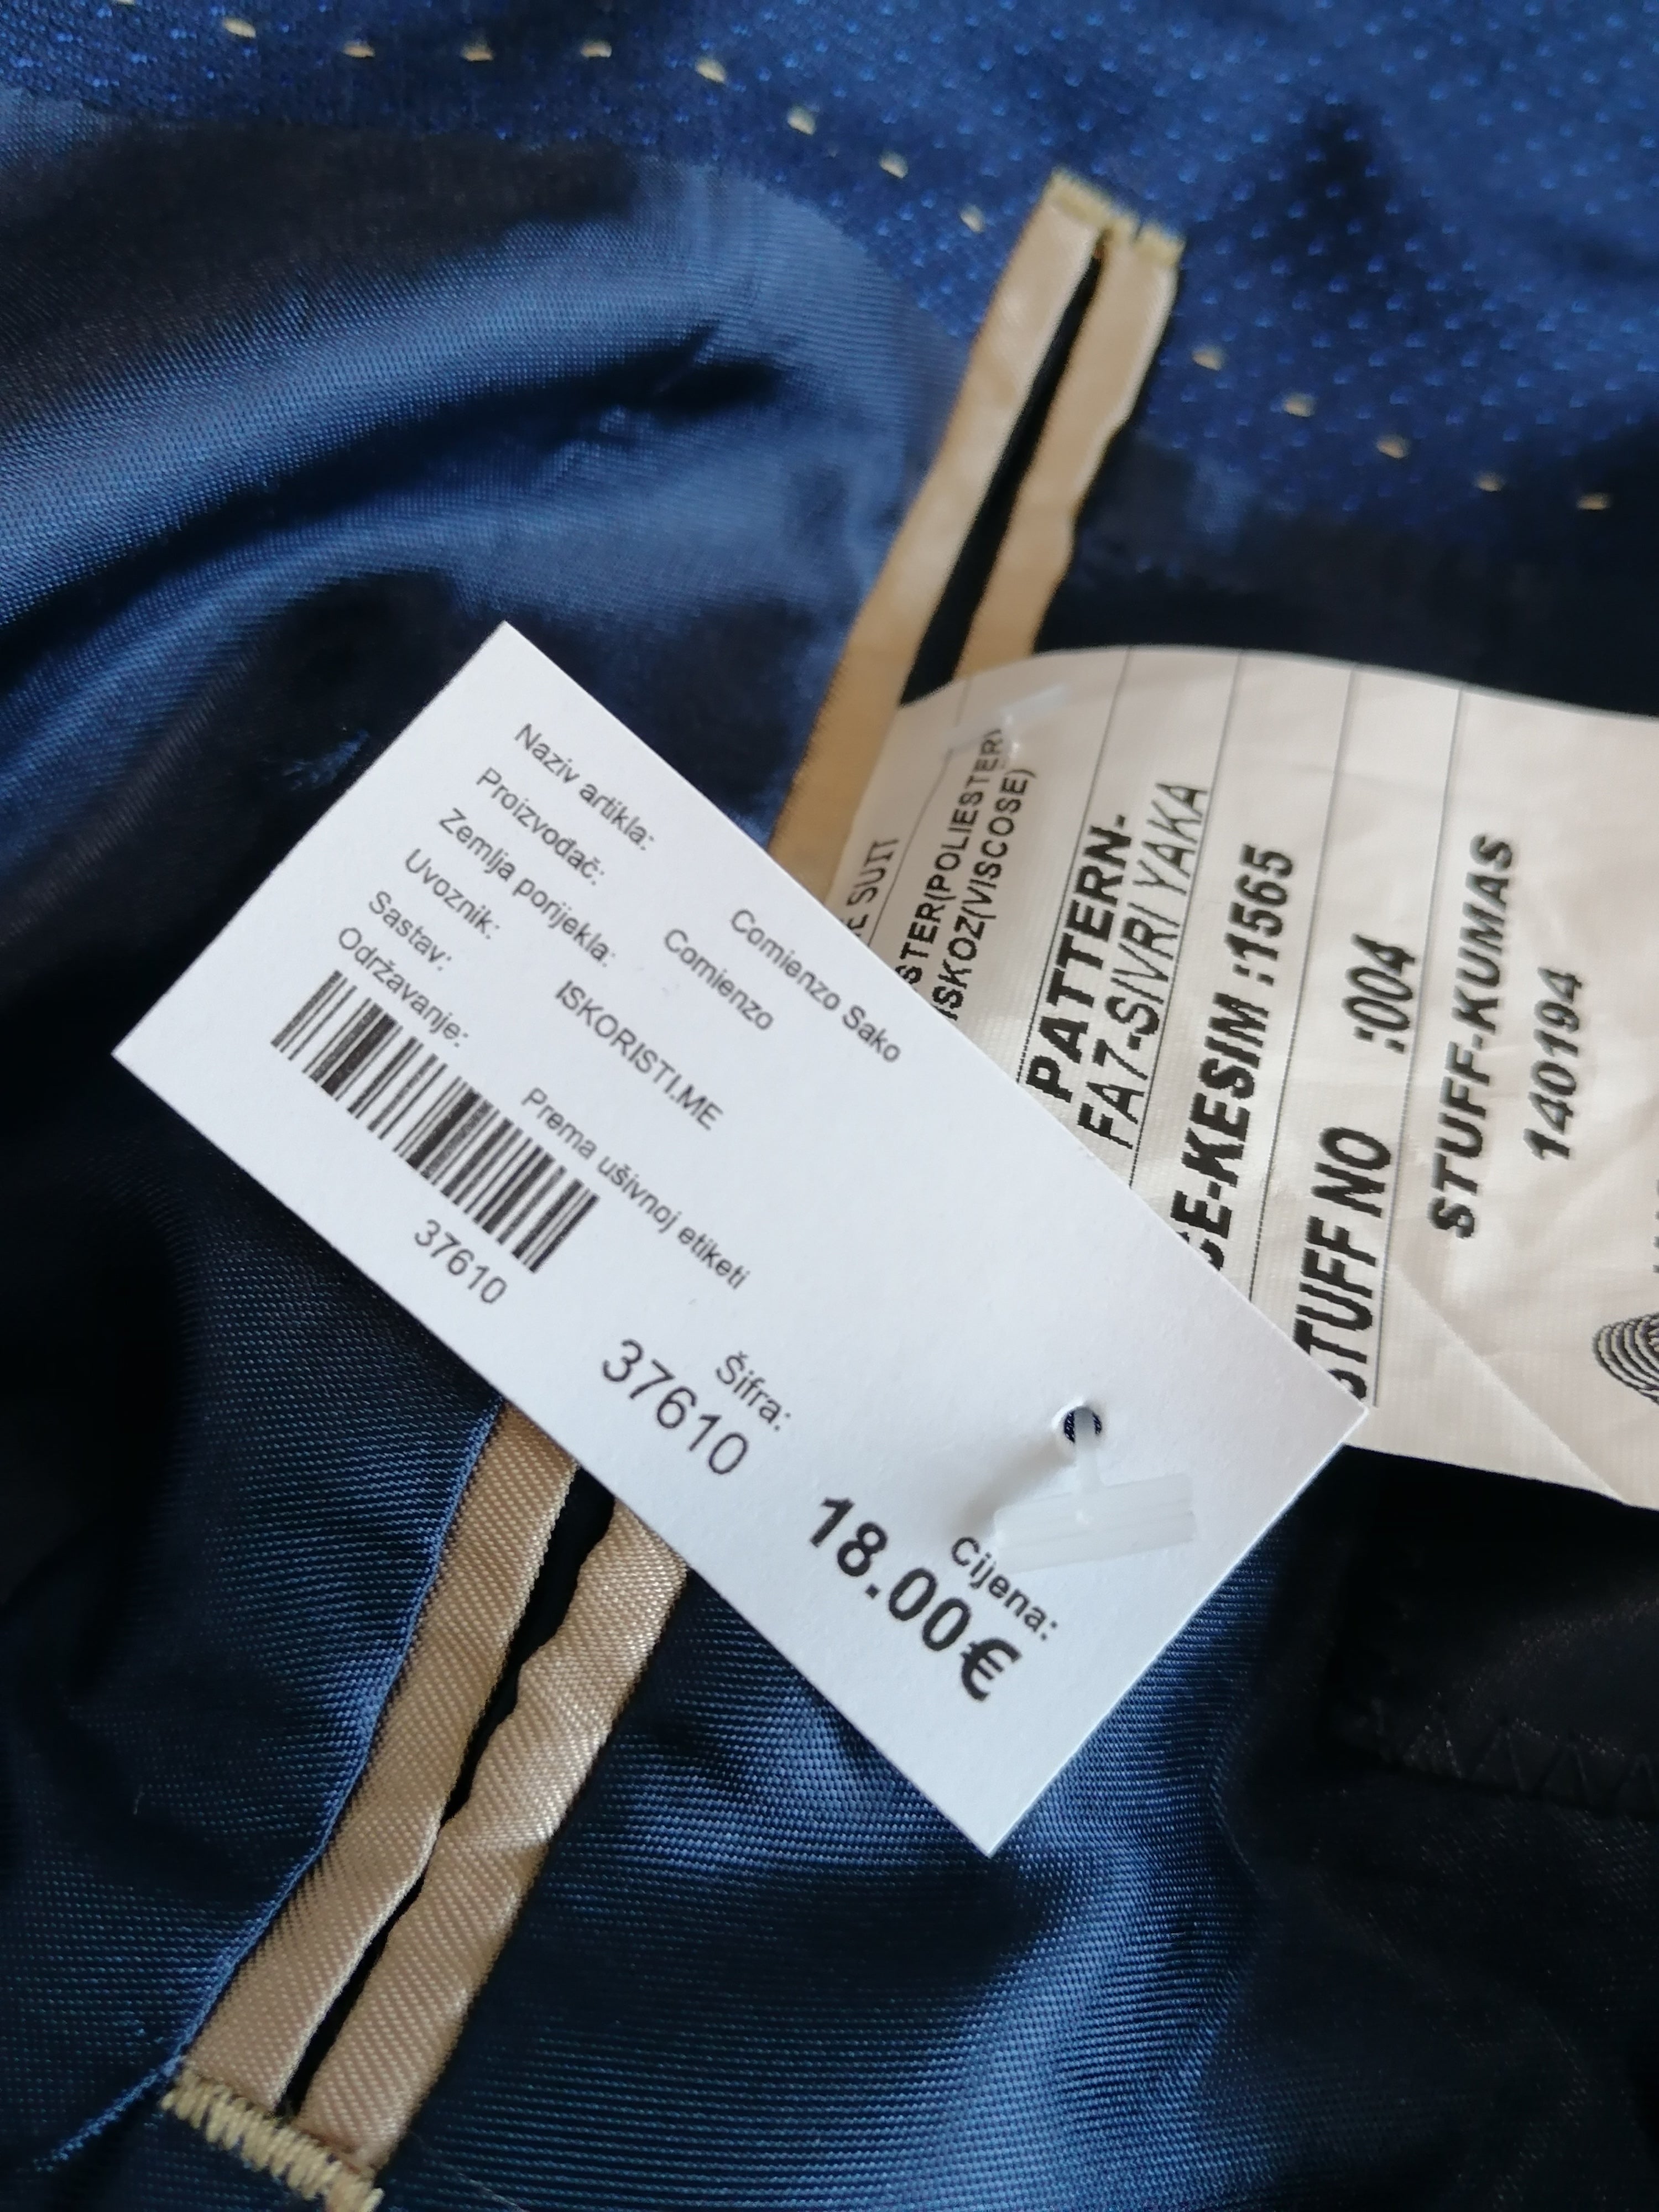 Naziv artikla: Comienzo Sako
Proizvođač: Comienzo
Zemlja porijekla:
Uvoznik: ISKORISTI.ME
Sastav:
Održavanje: Prema ušivnoj etiketi
37610
Šifra:
37610
Cijena:
18.00€
SUIT
STER(POLIESTER)
ISKOZ(VISCOSE)
PATTERN-
FA7-SIVRI YAKA
CE-KESIM :1565
STUFF NO :004
STUFF-KUMAS
140194